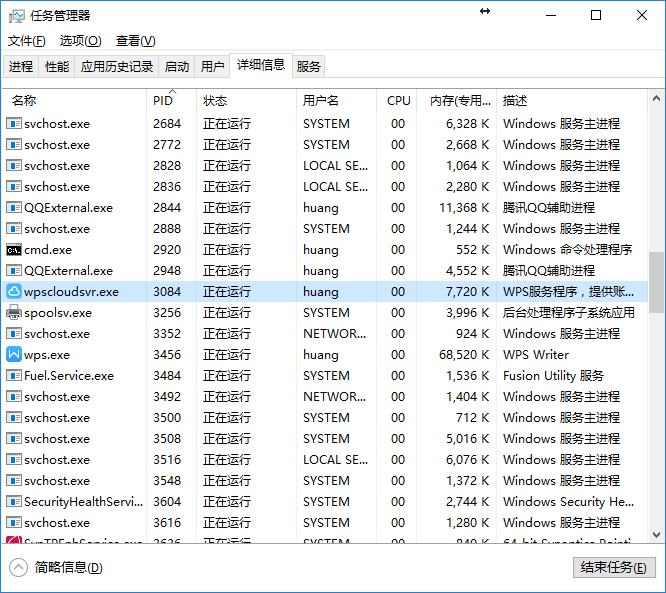 任务管理器
文件(F) 选项(O) 查看(V)
进程 性能 应用历史记录 启动 用户 详细信息 服务
名称 PID 状态 用户名 CPU 内存(专用... 描述
svchost.exe 2684 正在运行 SYSTEM 00 6,328 K Windows 服务主进程
svchost.exe 2772 正在运行 SYSTEM 00 2,668 K Windows 服务主进程
svchost.exe 2828 正在运行 LOCAL SE... 00 1,064 K Windows 服务主进程
svchost.exe 2836 正在运行 LOCAL SE... 00 2,280 K Windows 服务主进程
QQExternal.exe 2844 正在运行 huang 00 11,368 K 腾讯QQ辅助进程
svchost.exe 2888 正在运行 SYSTEM 00 1,244 K Windows 服务主进程
cmd.exe 2920 正在运行 huang 00 552 K Windows 命令处理程序
QQExternal.exe 2948 正在运行 huang 00 4,552 K 腾讯QQ辅助进程
wpscloudsvr.exe 3084 正在运行 huang 00 7,720 K WPS服务程序，提供账...
spoolsv.exe 3256 正在运行 SYSTEM 00 3,996 K 后台处理程序子系统应用
svchost.exe 3352 正在运行 NETWOR... 00 924 K Windows 服务主进程
wps.exe 3456 正在运行 huang 00 68,520 K WPS Writer
Fuel.Service.exe 3484 正在运行 SYSTEM 00 1,536 K Fusion Utility 服务
svchost.exe 3492 正在运行 NETWOR... 00 1,404 K Windows 服务主进程
svchost.exe 3500 正在运行 SYSTEM 00 712 K Windows 服务主进程
svchost.exe 3508 正在运行 SYSTEM 00 5,016 K Windows 服务主进程
svchost.exe 3516 正在运行 LOCAL SE... 00 6,076 K Windows 服务主进程
svchost.exe 3548 正在运行 SYSTEM 00 1,372 K Windows 服务主进程
SecurityHealthServi... 3604 正在运行 SYSTEM 00 2,744 K Windows Security He...
svchost.exe 3616 正在运行 SYSTEM 00 1,280 K Windows 服务主进程
正在运行 SYSTEM 00 840 K 64-bit Synaptics
简略信息(D) 结束任务(E)